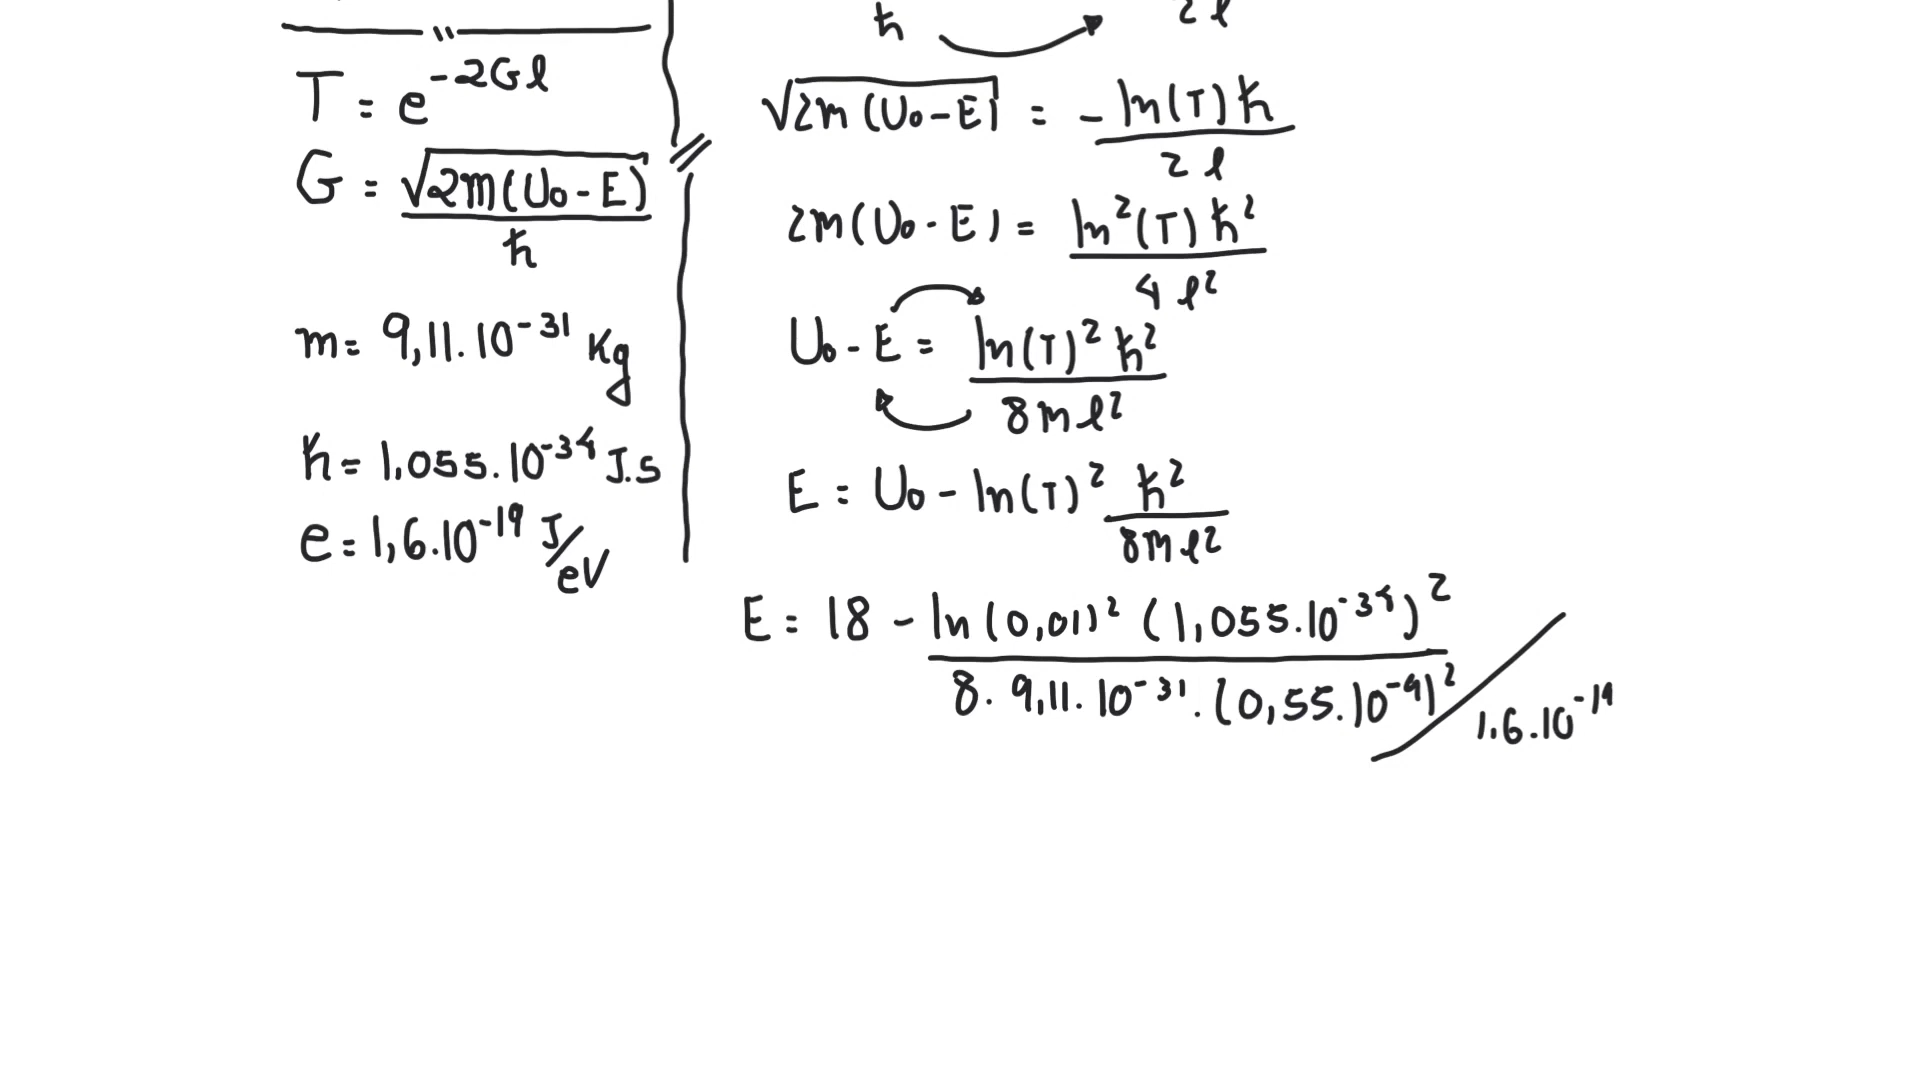 T = e^-2Gl
G = √2m(U₀-E)
ħ
m = 9,11.10^-31 Kg
ħ = 1,055.10^-34 J.s
e = 1,6.10^-19 J/eV
ħ 2l
√2m(U₀-E) = - ln(T)ħ
2l
2m(U₀-E) = ln²(T)ħ²
4l²
U₀-E = ln(T)²ħ²
8ml²
E = U₀ - ln(T)² ħ²
8ml²
E = 18 - ln(0,01)² (1,055.10^-34)²
8. 9,11. 10^-31. (0,55.10^-9)² / 1.6.10^-19